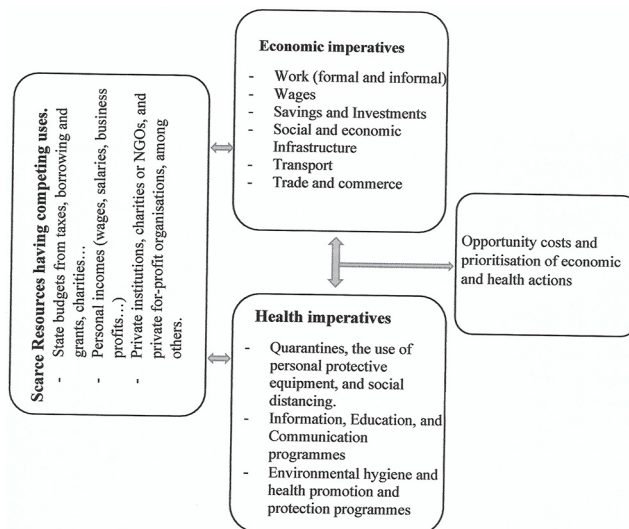 Scarce Resources having competing uses.
- State budgets from taxes, borrowing and
grants, charities…
- Personal incomes (wages, salaries, business
profits…)
- Private institutions, charities or NGOs, and
private for-profit organisations, among
others.
Economic imperatives
- Work (formal and informal)
- Wages
- Savings and Investments
- Social and economic
Infrastructure
- Transport
- Trade and commerce
Opportunity costs and
prioritisation of economic
and health actions
Health imperatives
- Quarantines, the use of
personal protective
equipment, and social
distancing.
- Information, Education, and
Communication
programmes
- Environmental hygiene and
health promotion and
protection programmes